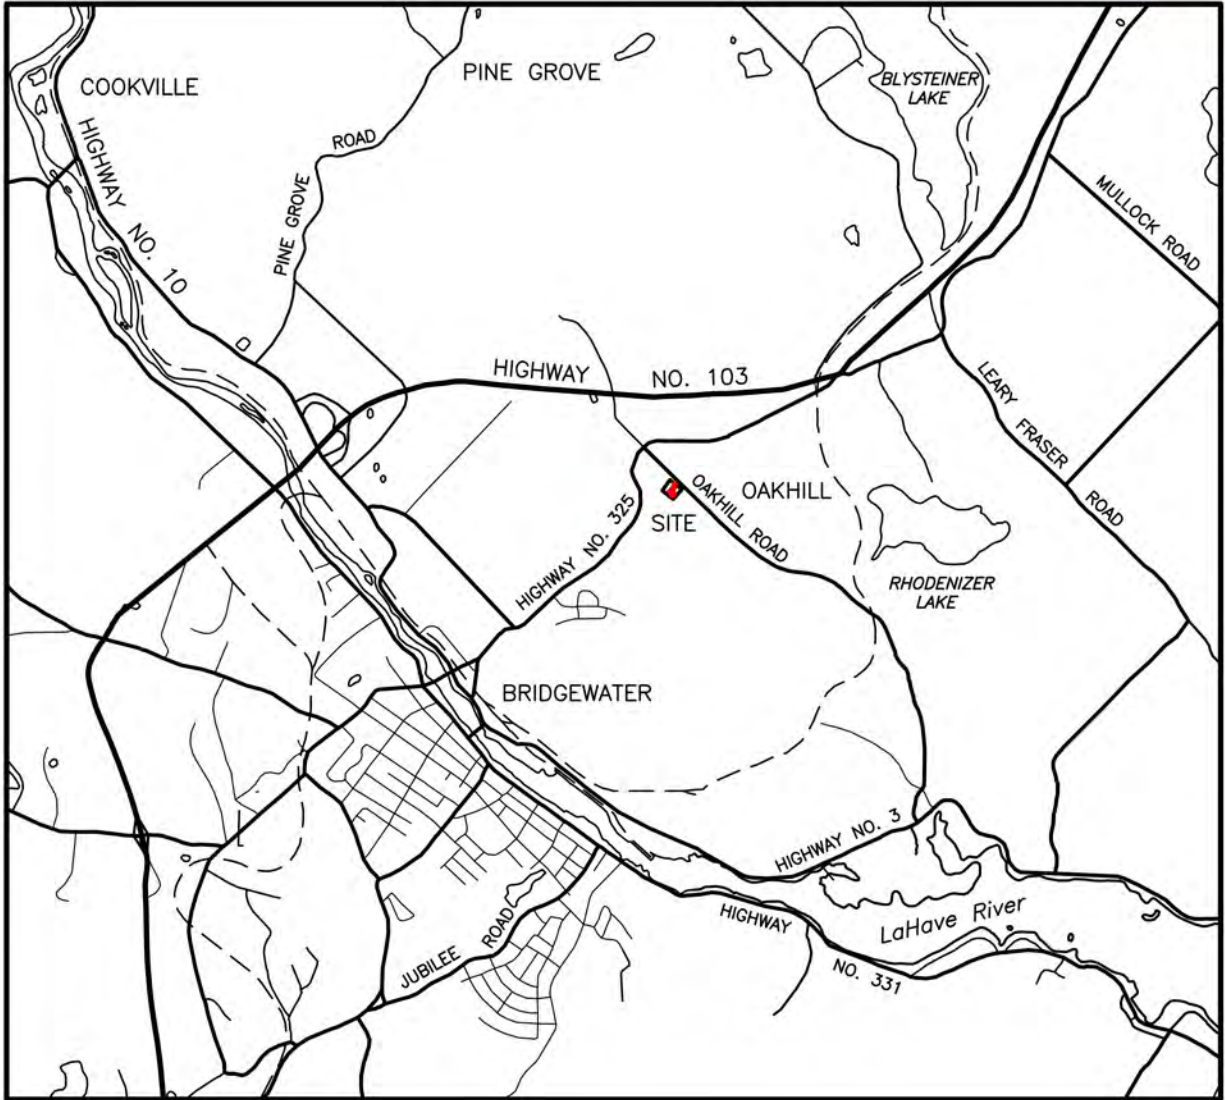 COOKVILLE
PINE GROVE
BLYSTEINER
LAKE
HIGHWAY NO. 10
PINE GROVE ROAD
MULLOCK ROAD
HIGHWAY NO. 103
LEARY FRASER ROAD
OAKHILL
OAKHILL ROAD
SITE
HIGHWAY NO. 325
RHODENIZER
LAKE
BRIDGEWATER
HIGHWAY NO. 3
LaHave River
HIGHWAY NO. 331
JUBILEE ROAD